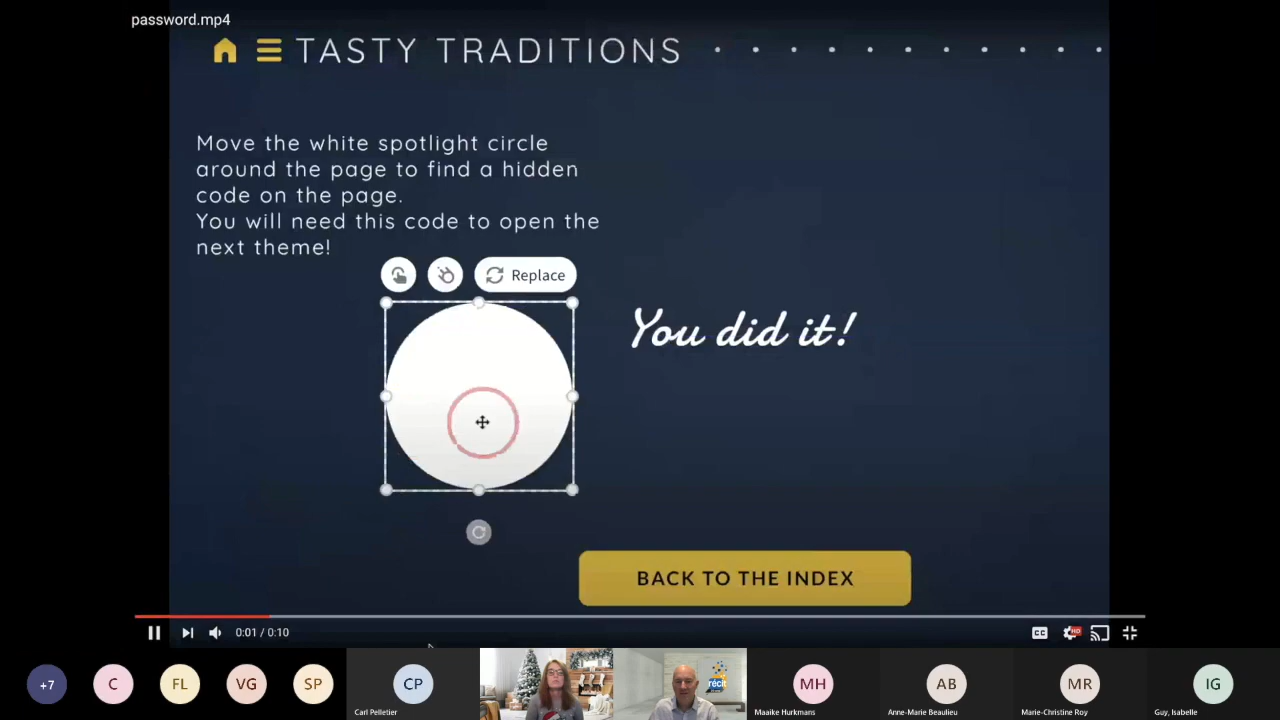 password.mp4
TASTY TRADITIONS
Move the white spotlight circle
around the page to find a hidden
code on the page.
You will need this code to open the
next theme!
Replace
You did it!
BACK TO THE INDEX
0:01 / 0:10
CC
HD
+7
C
FL
VG
SP
CP
récit
MH
AB
MR
IG
Carl Pelletier
Maaike Hurkmans
Anne-Marie Beaulieu
Marie-Christine Roy
Guy, Isabelle